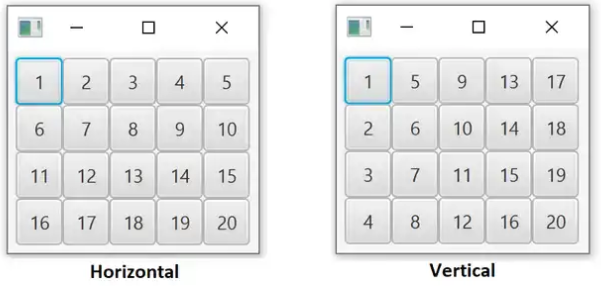 1 2 3 4 5
6 7 8 9 10
11 12 13 14 15
16 17 18 19 20
Horizontal
1 5 9 13 17
2 6 10 14 18
3 7 11 15 19
4 8 12 16 20
Vertical